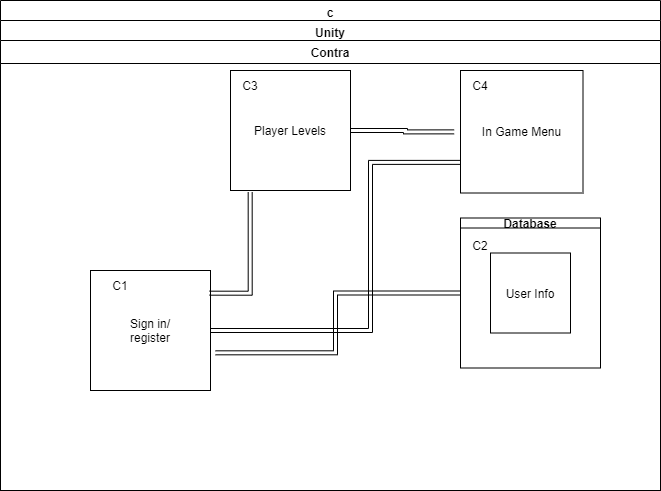 c
Unity
Contra
C3
Player Levels
C4
In Game Menu
Database
C2
User Info
C1
Sign in/
register